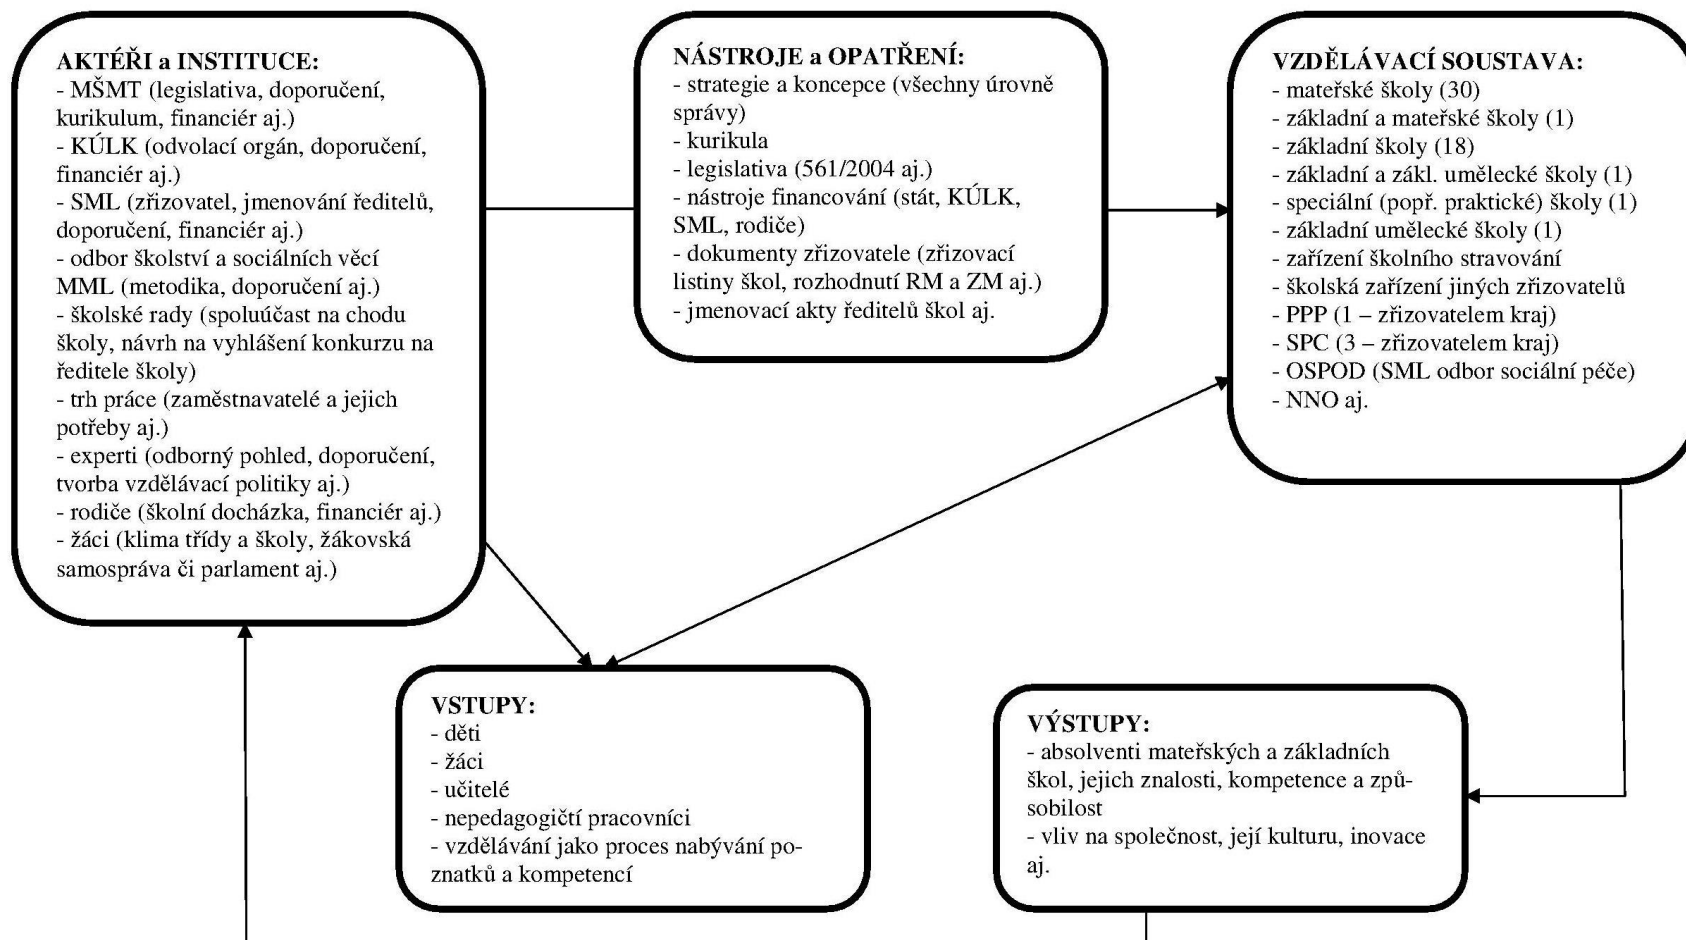 AKTÉŘI a INSTITUCE:
- MŠMT (legislativa, doporučení,
kurikulum, financiér aj.)
- KÚLK (odvolací orgán, doporučení,
financiér aj.)
- SML (zřizovatel, jmenování ředitelů,
doporučení, financiér aj.)
- odbor školství a sociálních věcí
MML (metodika, doporučení aj.)
- školské rady (spoluúčast na chodu
školy, návrh na vyhlášení konkurzu na
ředitele školy)
- trh práce (zaměstnavatelé a jejich
potřeby aj.)
- experti (odborný pohled, doporučení,
tvorba vzdělávací politiky aj.)
- rodiče (školní docházka, financiér aj.)
- žáci (klima třídy a školy, žákovská
samospráva či parlament aj.)
NÁSTROJE a OPATŘENÍ:
- strategie a koncepce (všechny úrovně
správy)
- kurikula
- legislativa (561/2004 aj.)
- nástroje financování (stát, KÚLK,
SML, rodiče)
- dokumenty zřizovatele (zřizovací
listiny škol, rozhodnutí RM a ZM aj.)
- jmenovací akty ředitelů škol aj.
VZDĚLÁVACÍ SOUSTAVA:
- mateřské školy (30)
- základní a mateřské školy (1)
- základní školy (18)
- základní a zákl. umělecké školy (1)
- speciální (popř. praktické) školy (1)
- základní umělecké školy (1)
- zařízení školního stravování
- školská zařízení jiných zřizovatelů
- PPP (1 – zřizovatelem kraj)
- SPC (3 – zřizovatelem kraj)
- OSPOD (SML odbor sociální péče)
- NNO aj.
VSTUPY:
- děti
- žáci
- učitelé
- nepedagogičtí pracovníci
- vzdělávání jako proces nabývání po-
znatků a kompetencí
VÝSTUPY:
- absolventi mateřských a základních
škol, jejich znalosti, kompetence a způ-
sobilost
- vliv na společnost, její kulturu, inovace
aj.